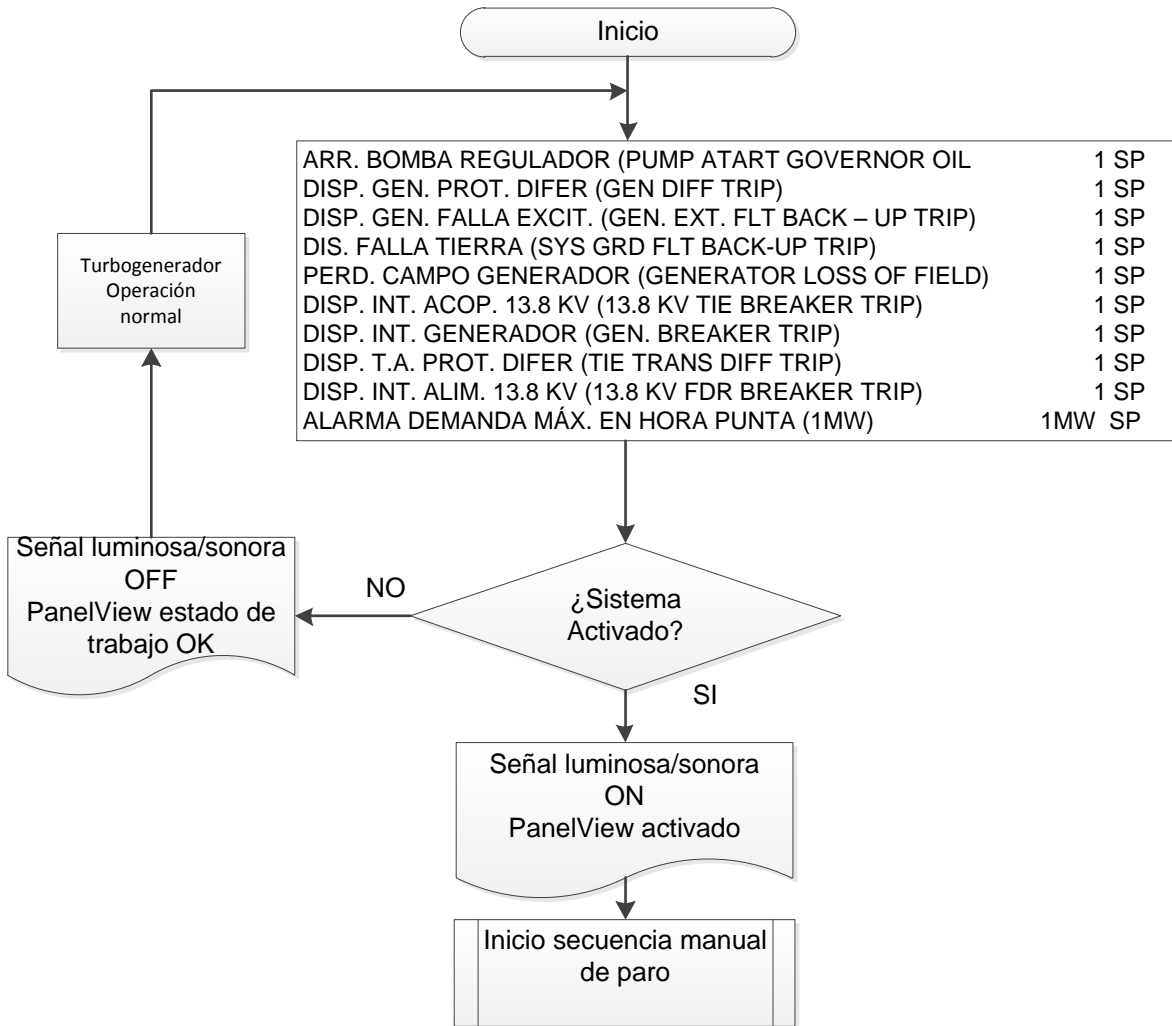 Inicio
ARR. BOMBA REGULADOR (PUMP ATART GOVERNOR OIL 1 SP
DISP. GEN. PROT. DIFER (GEN DIFF TRIP) 1 SP
DISP. GEN. FALLA EXCIT. (GEN. EXT. FLT BACK – UP TRIP) 1 SP
DIS. FALLA TIERRA (SYS GRD FLT BACK-UP TRIP) 1 SP
PERD. CAMPO GENERADOR (GENERATOR LOSS OF FIELD) 1 SP
DISP. INT. ACOP. 13.8 KV (13.8 KV TIE BREAKER TRIP) 1 SP
DISP. INT. GENERADOR (GEN. BREAKER TRIP) 1 SP
DISP. T.A. PROT. DIFER (TIE TRANS DIFF TRIP) 1 SP
DISP. INT. ALIM. 13.8 KV (13.8 KV FDR BREAKER TRIP) 1 SP
ALARMA DEMANDA MÁX. EN HORA PUNTA (1MW) 1MW SP
Turbogenerador
Operación
normal
Señal luminosa/sonora
OFF
PanelView estado de
trabajo OK
NO
¿Sistema
Activado?
SI
Señal luminosa/sonora
ON
PanelView activado
Inicio secuencia manual
de paro